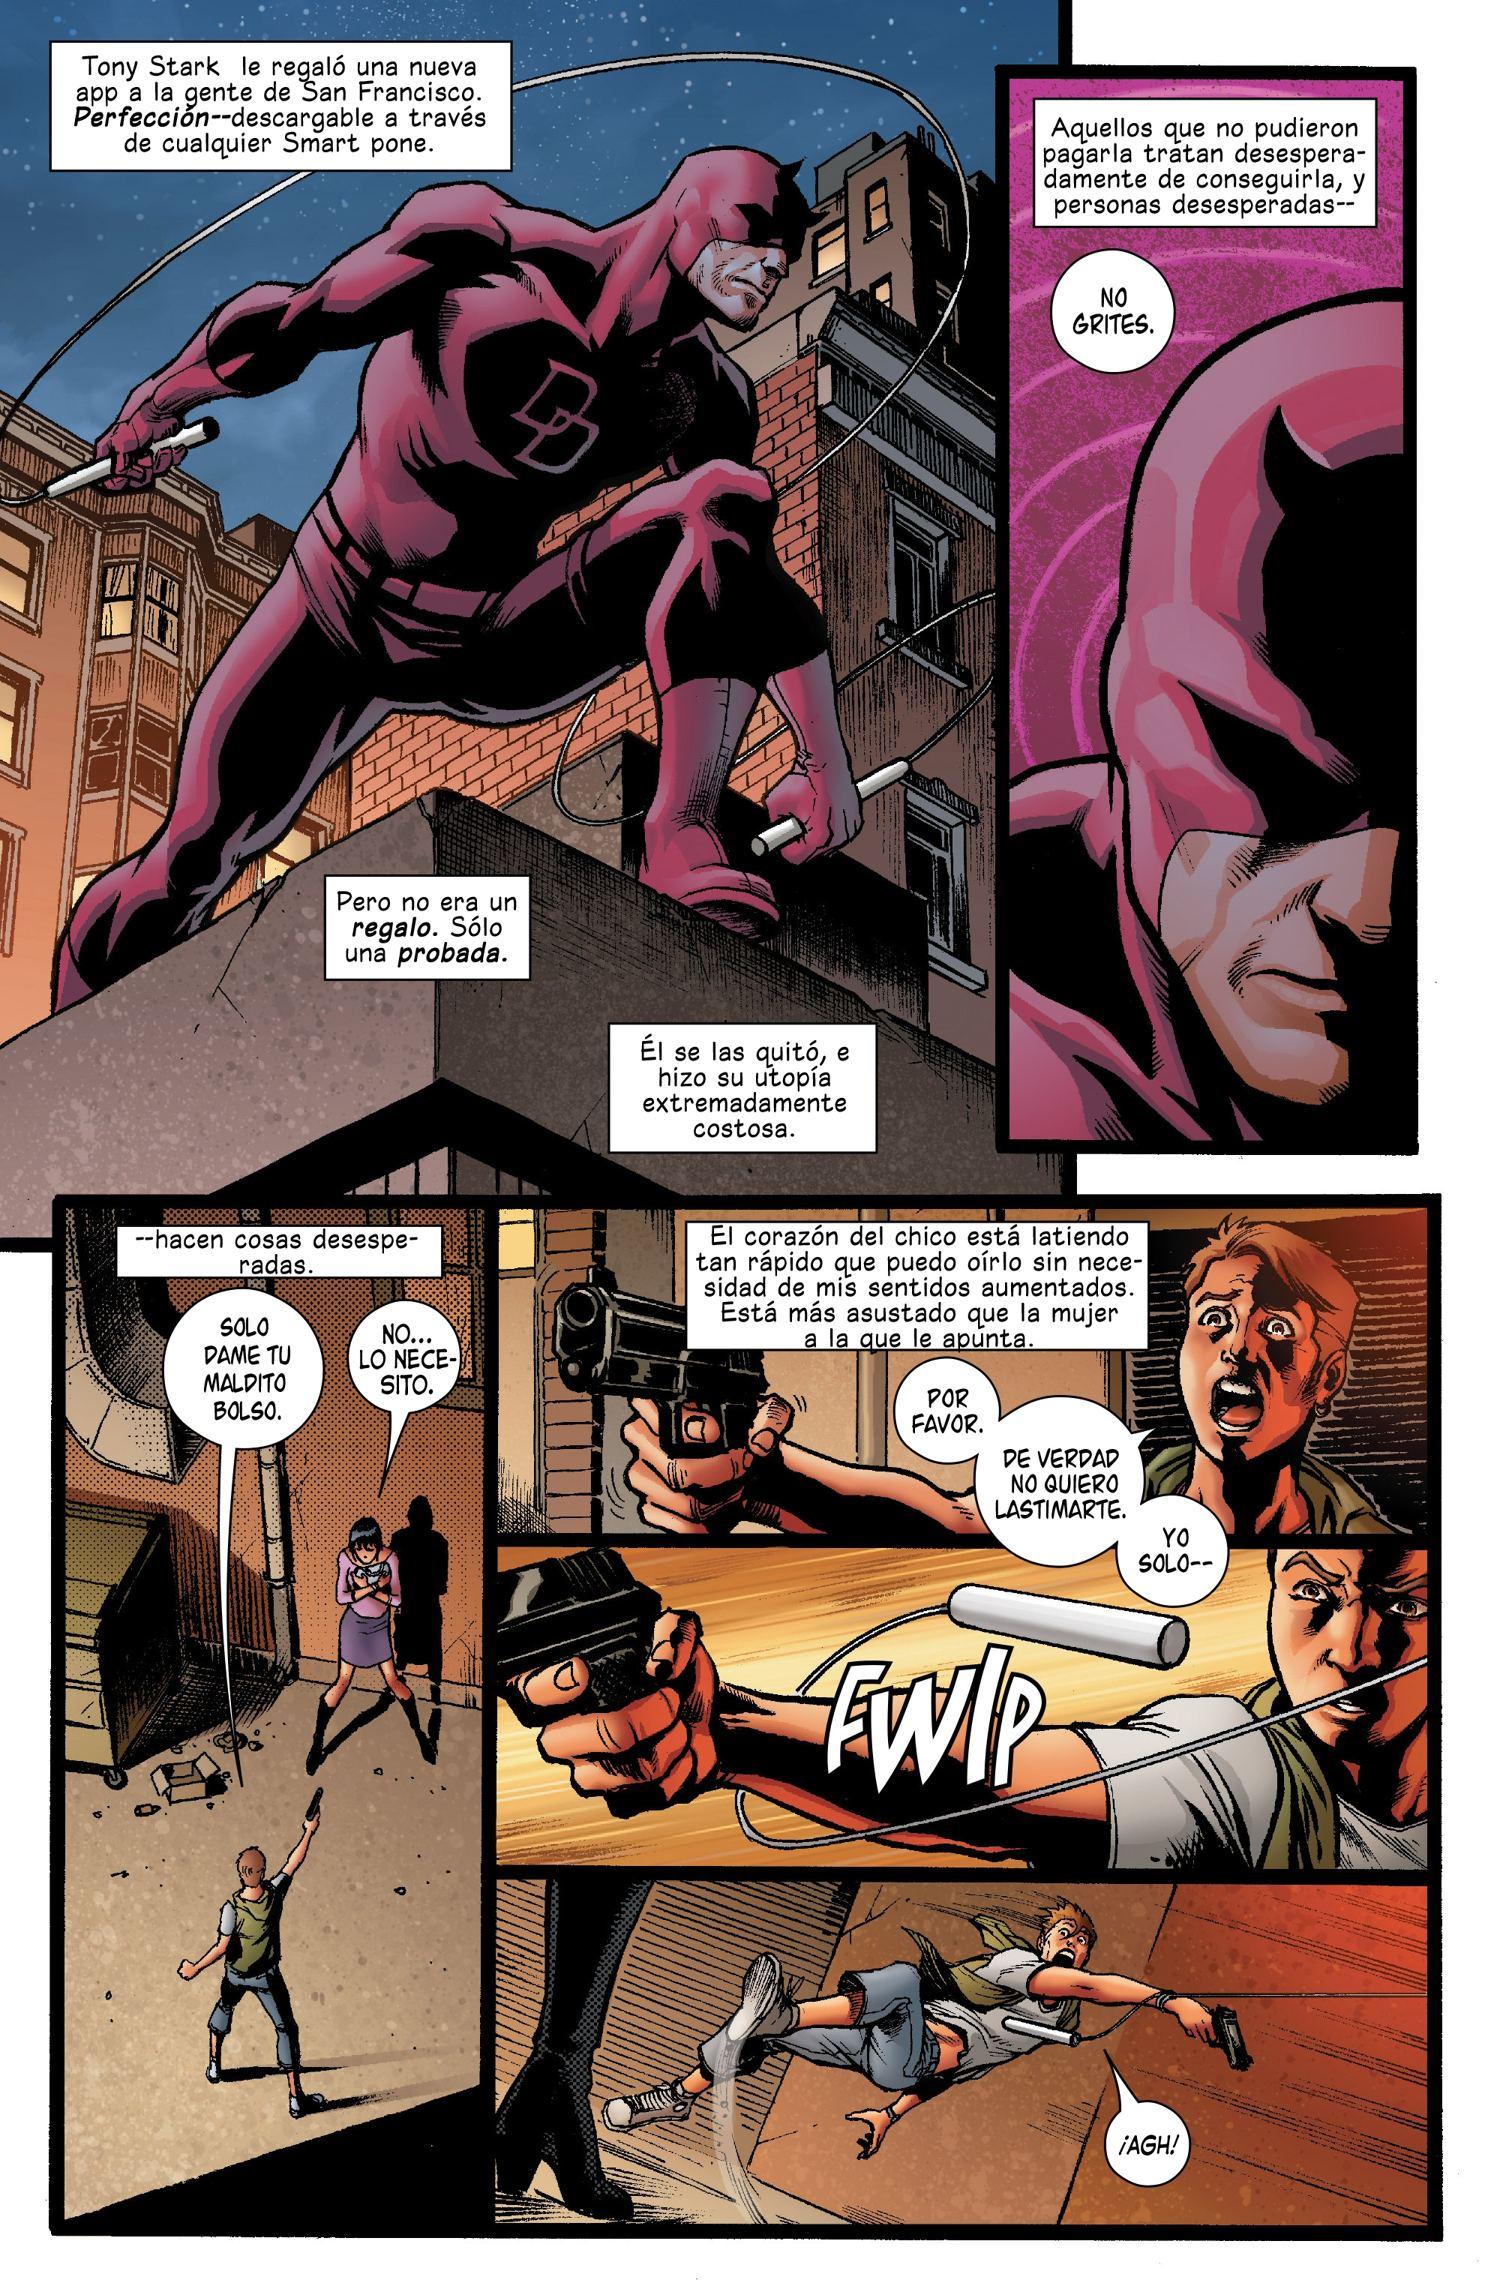 Tony Stark le regaló una nueva
app a la gente de San Francisco.
Perfección--descargable a través
de cualquier Smart pone.
Pero no era un
regalo. Sólo
una probada.
Él se las quitó, e
hizo su utopía
extremadamente
costosa.
Aquellos que no pudieron
pagarla tratan desespera-
damente de conseguirla, y
personas desesperadas--
NO
GRITES.
--hacen cosas desespe-
radas.
SOLO
DAME TU
MALDITO
BOLSO.
NO...
LO NECE-
SITO.
El corazón del chico está latiendo
tan rápido que puedo oírlo sin nece-
sidad de mis sentidos aumentados.
Está más asustado que la mujer
a la que le apunta.
POR
FAVOR.
DE VERDAD
NO QUIERO
LASTIMARTE.
YO
SOLO--
FWIP
¡AGH!